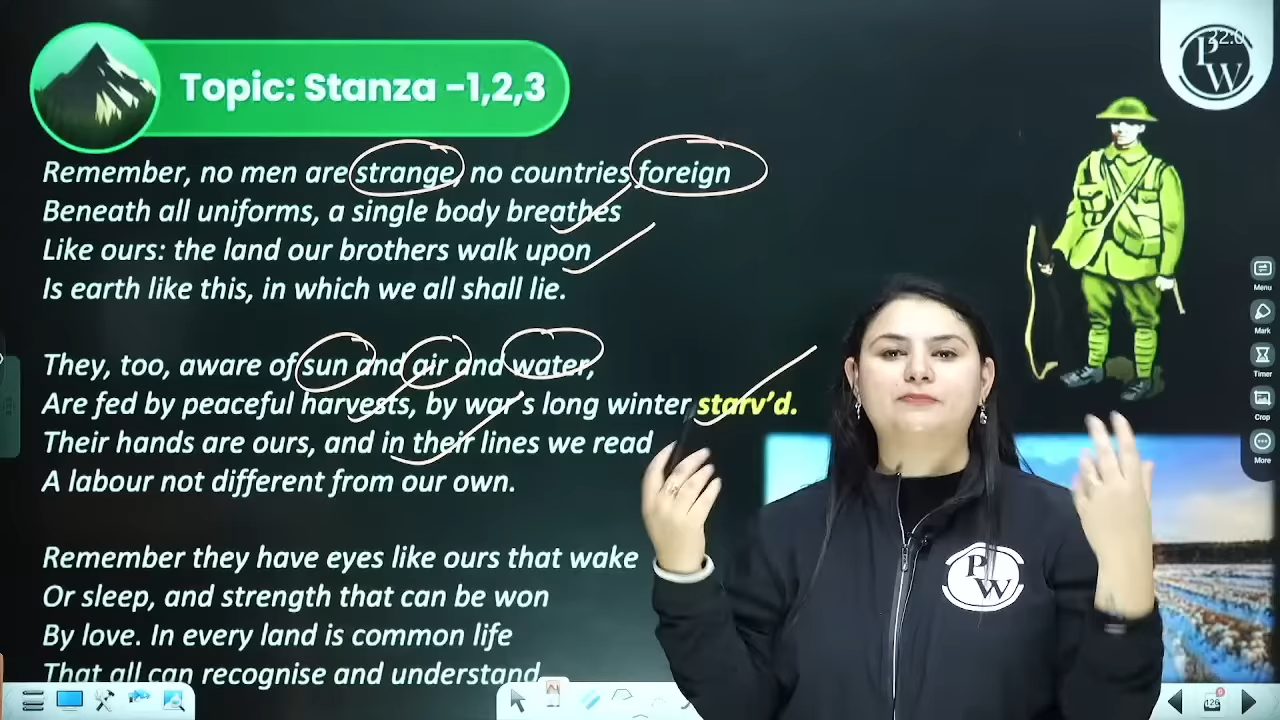 22:0
PW
Topic: Stanza -1,2,3
Remember, no men are strange, no countries foreign
Beneath all uniforms, a single body breathes
Like ours: the land our brothers walk upon
Is earth like this, in which we all shall lie.
They, too, aware of sun and air and water,
Are fed by peaceful harvests, by war's long winter starv'd.
Their hands are ours, and in their lines we read
A labour not different from our own.
Remember they have eyes like ours that wake
Or sleep, and strength that can be won
By love. In every land is common life
That all can recognise and understand
PW
Menu
Mark
Timer
Crop
More
126